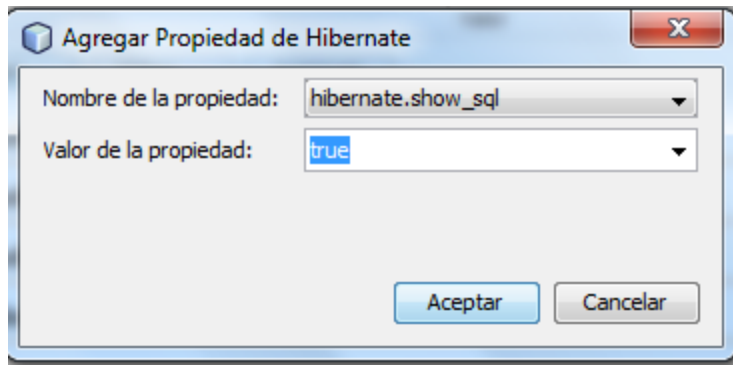 Agregar Propiedad de Hibernate
Nombre de la propiedad: hibernate.show_sql
Valor de la propiedad: true
Aceptar Cancelar